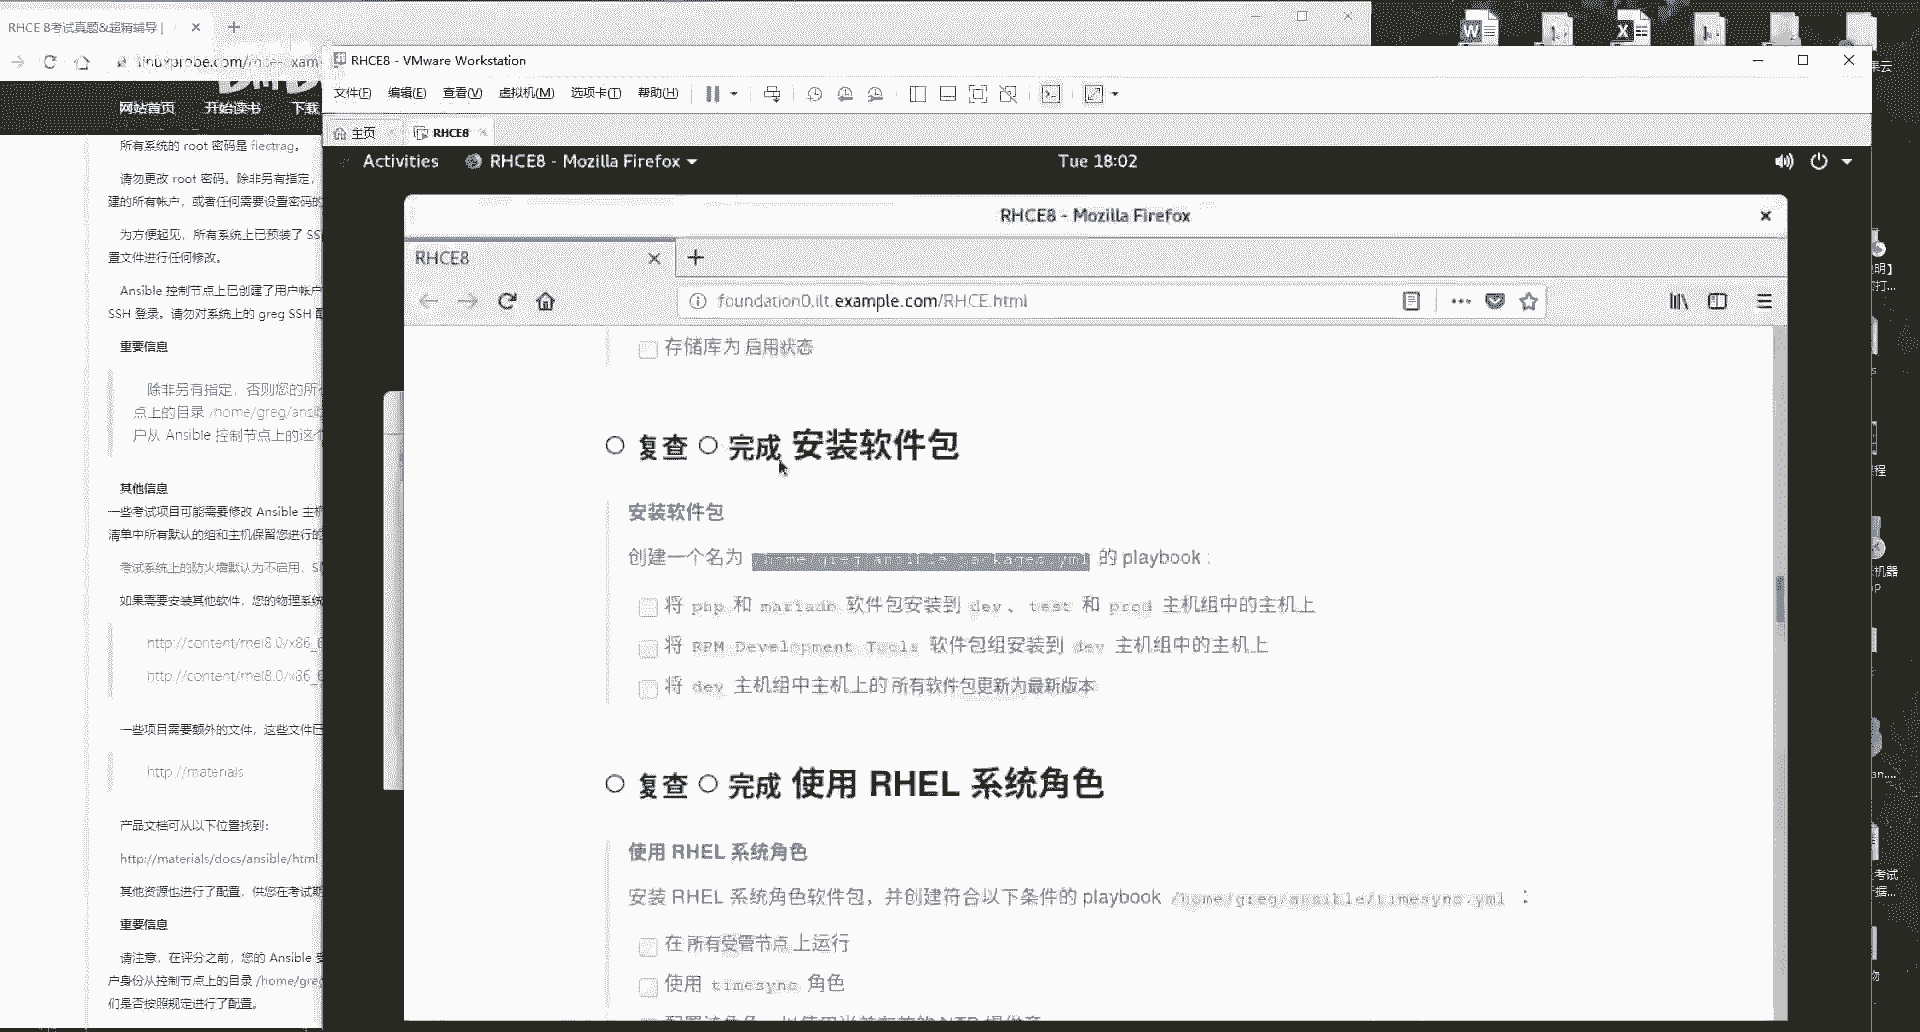 RHCE 8考试真题&超精辅导 |
RHCE8 - VMware Workstation
文件(F) 编辑(E) 查看(V) 虚拟机(M) 选项卡(T) 帮助(H)
主页 RHCE8
网站首页 开始读书 下载
Activities RHCE8 - Mozilla Firefox Tue 18:02
RHCE8 - Mozilla Firefox
RHCE8
foundation0.ilt.example.com/RHCE.html
存储库为 启用状态
复查 完成 安装软件包
安装软件包
创建一个名为 /home/greg/ansible/packages.yml 的 playbook :
将 php 和 mariadb 软件包安装到 dev 、 test 和 prod 主机组中的主机上
将 RPM Development Tools 软件包组安装到 dev 主机组中的主机上
将 dev 主机组中主机上的 所有软件包更新为最新版本
复查 完成 使用 RHEL 系统角色
使用 RHEL 系统角色
安装 RHEL 系统角色软件包，并创建符合以下条件的 playbook /home/greg/ansible/timesync.yml ：
在 所有受管节点 上运行
使用 timesync 角色
所有系统的 root 密码是 flectrag。
请勿更改 root 密码。除非另有指定，
建的所有帐户，或者任何需要设置密码的
为方便起见，所有系统上已预装了 SS
置文件进行任何修改。
Ansible 控制节点上已创建了用户帐户
SSH 登录。请勿对系统上的 greg SSH 配
重要信息
除非另有指定，否则您的所
点上的目录 /home/greg/ansib
户从 Ansible 控制节点上的这个
其他信息
一些考试项目可能需要修改 Ansible 主机
清单中所有默认的组和主机保留您进行的
考试系统上的防火墙默认为不启用，S
如果需要安装其他软件，您的物理系统
http://content/rhel8.0/x86_6
http://content/rhel8.0/x86_6
一些项目需要额外的文件，这些文件已
http://materials
产品文档可从以下位置找到：
http://materials/docs/ansible/html
其他资源也进行了配置，供您在考试期
重要信息
请注意，在评分之前，您的 Ansible 受
户身份从控制节点上的目录 /home/greg
们是否按照规定进行了配置。